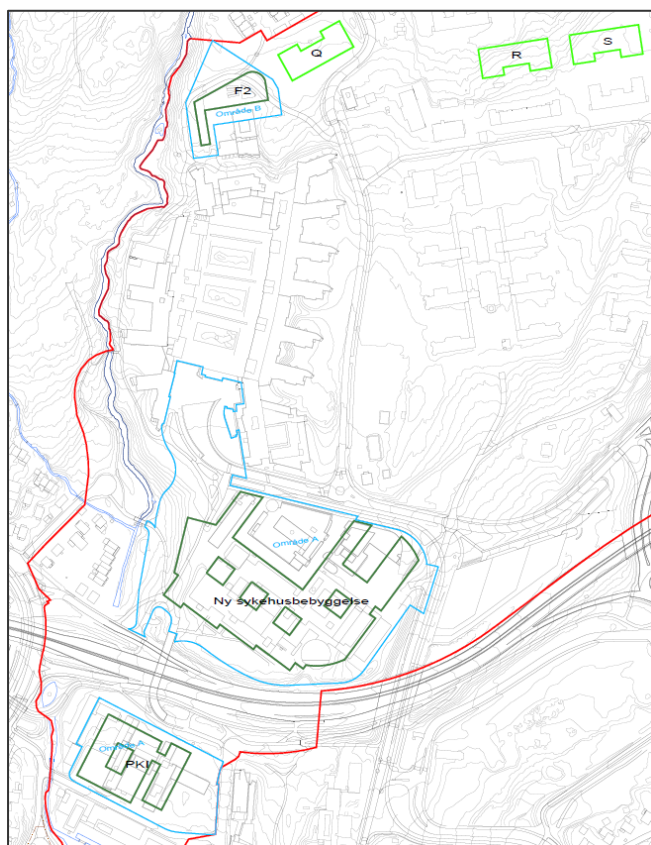 S
Q
R
F2
Område B
Område A
Ny sykehusbebyggelse
Område A
PKI